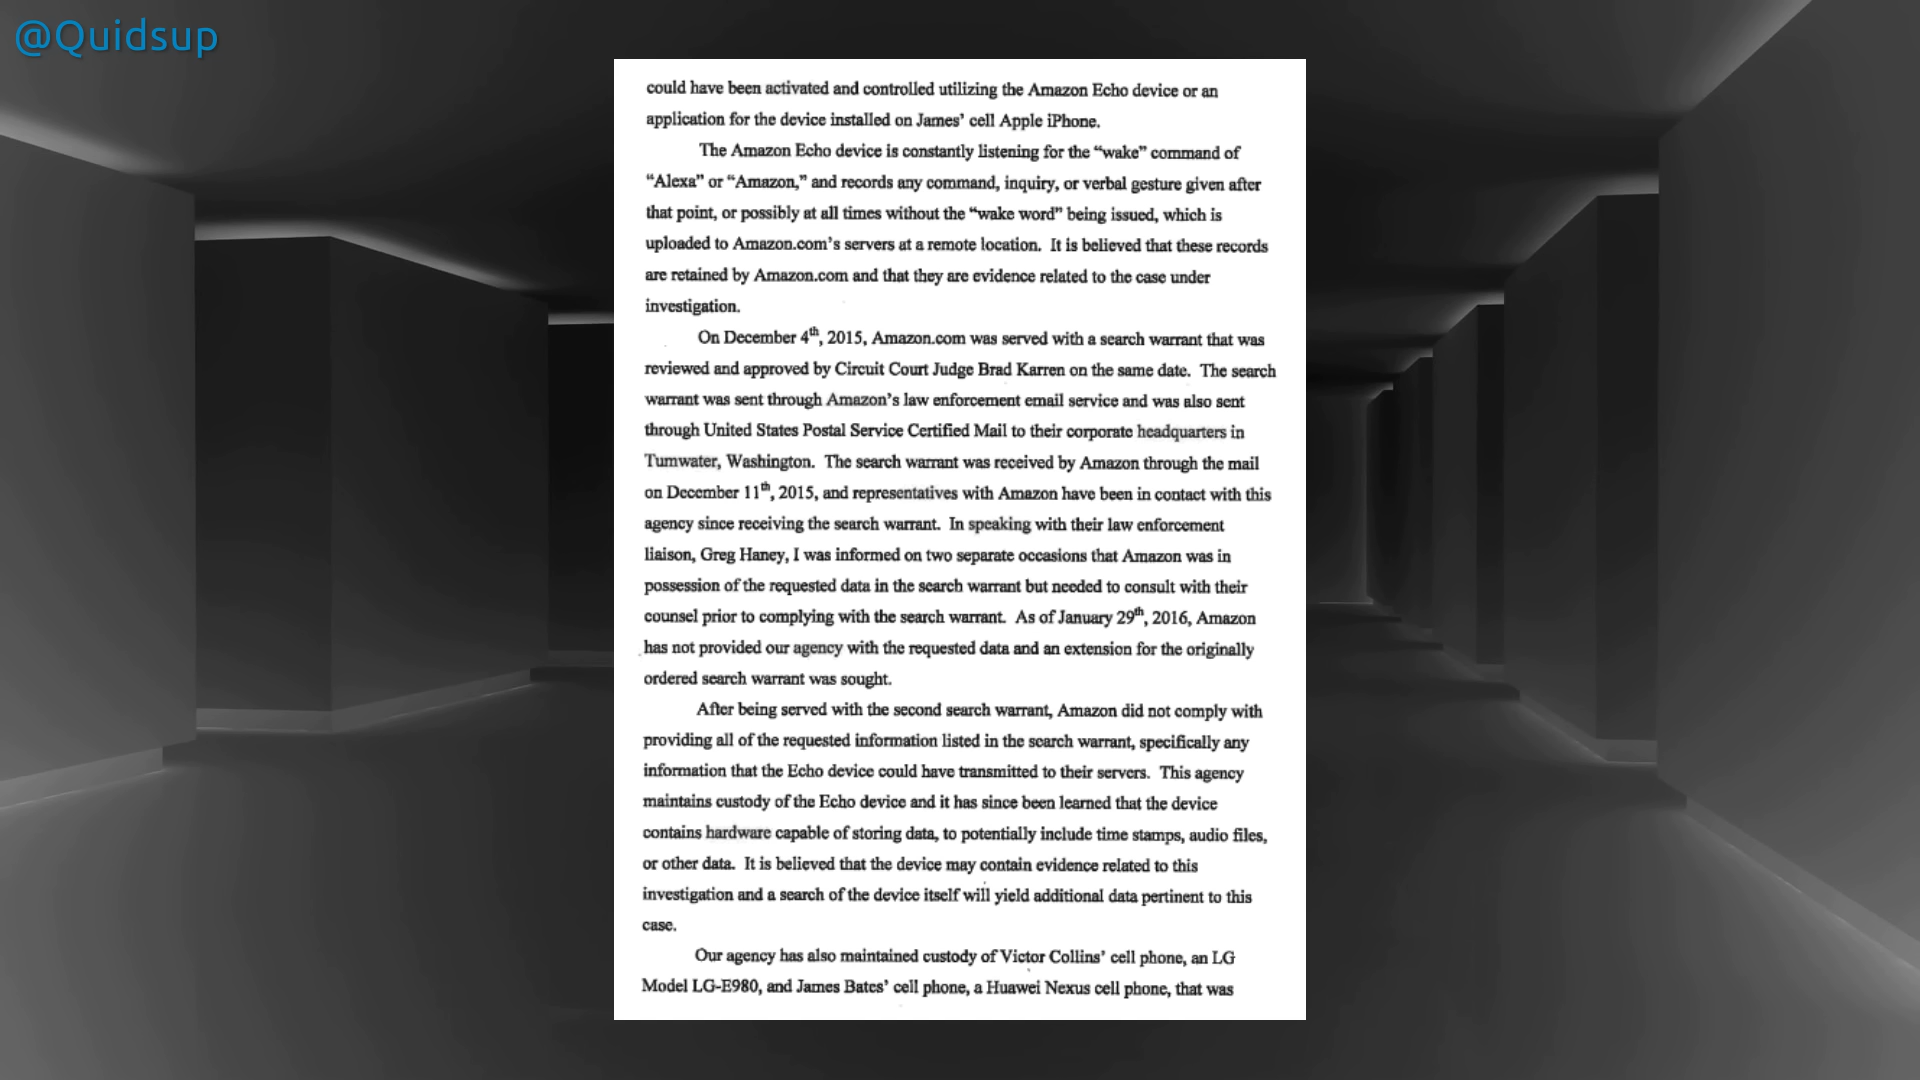 @Quidsup
could have been activated and controlled utilizing the Amazon Echo device or an
application for the device installed on James' cell Apple iPhone.
The Amazon Echo device is constantly listening for the “wake” command of
“Alexa” or “Amazon,” and records any command, inquiry, or verbal gesture given after
that point, or possibly at all times without the “wake word” being issued, which is
uploaded to Amazon.com's servers at a remote location. It is believed that these records
are retained by Amazon.com and that they are evidence related to the case under
investigation.
On December 4th, 2015, Amazon.com was served with a search warrant that was
reviewed and approved by Circuit Court Judge Brad Karren on the same date. The search
warrant was sent through Amazon's law enforcement email service and was also sent
through United States Postal Service Certified Mail to their corporate headquarters in
Tumwater, Washington. The search warrant was received by Amazon through the mail
on December 11th, 2015, and representatives with Amazon have been in contact with this
agency since receiving the search warrant. In speaking with their law enforcement
liaison, Greg Haney, I was informed on two separate occasions that Amazon was in
possession of the requested data in the search warrant but needed to consult with their
counsel prior to complying with the search warrant. As of January 29th, 2016, Amazon
has not provided our agency with the requested data and an extension for the originally
ordered search warrant was sought.
After being served with the second search warrant, Amazon did not comply with
providing all of the requested information listed in the search warrant, specifically any
information that the Echo device could have transmitted to their servers. This agency
maintains custody of the Echo device and it has since been learned that the device
contains hardware capable of storing data, to potentially include time stamps, audio files,
or other data. It is believed that the device may contain evidence related to this
investigation and a search of the device itself will yield additional data pertinent to this
case.
Our agency has also maintained custody of Victor Collins' cell phone, an LG
Model LG-E980, and James Bates' cell phone, a Huawei Nexus cell phone, that was